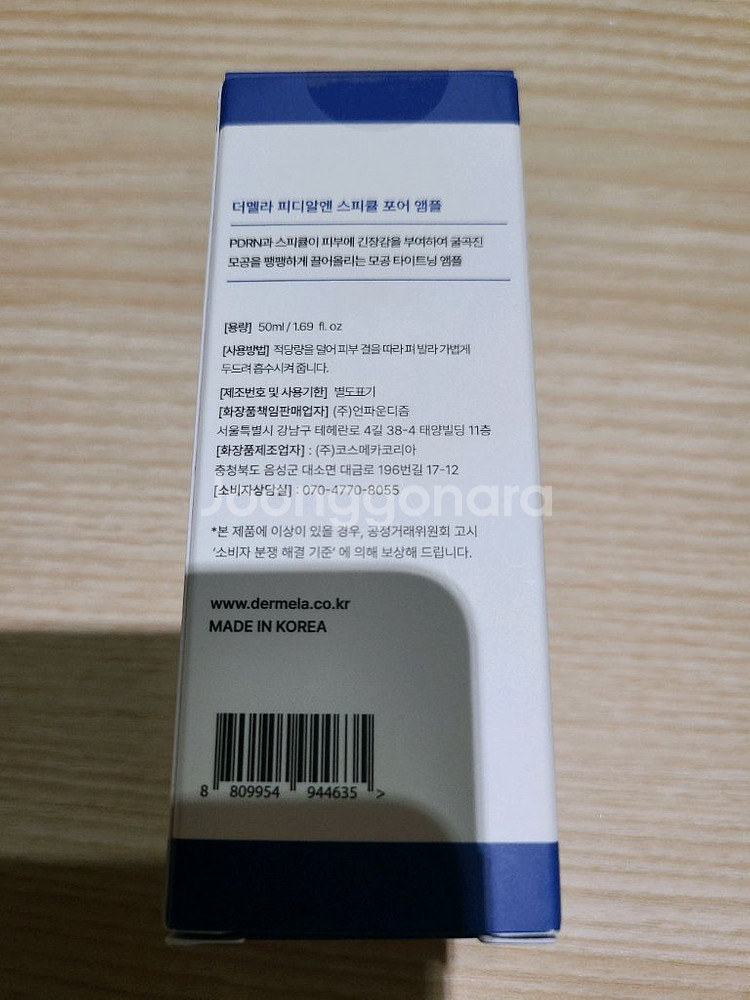 더멜라 피디알엔 스피큘 포어 앰플
PDRN과 스피큘이 피부에 긴장감을 부여하여 굴곡진
모공을 팽팽하게 끌어올리는 모공 타이트닝 앰플
[용량] 50ml / 1.69 fl. oz
[사용방법] 적당량을 덜어 피부 결을 따라 펴 발라 가볍게
두드려 흡수시켜 줍니다.
[제조번호 및 사용기한] 별도표기
[화장품책임판매업자] (주)언파운디즘
서울특별시 강남구 테헤란로 4길 38-4 태양빌딩 11층
[화장품제조업자] : (주)코스메카코리아
충청북도 음성군 대소면 대금로 196번길 17-12
[소비자상담실] : 070-4770-8055
Joonggonara
*본 제품에 이상이 있을 경우, 공정거래위원회 고시
'소비자 분쟁 해결 기준' 에 의해 보상해 드립니다.
www.dermela.co.kr
MADE IN KOREA
8 809954 944635 >